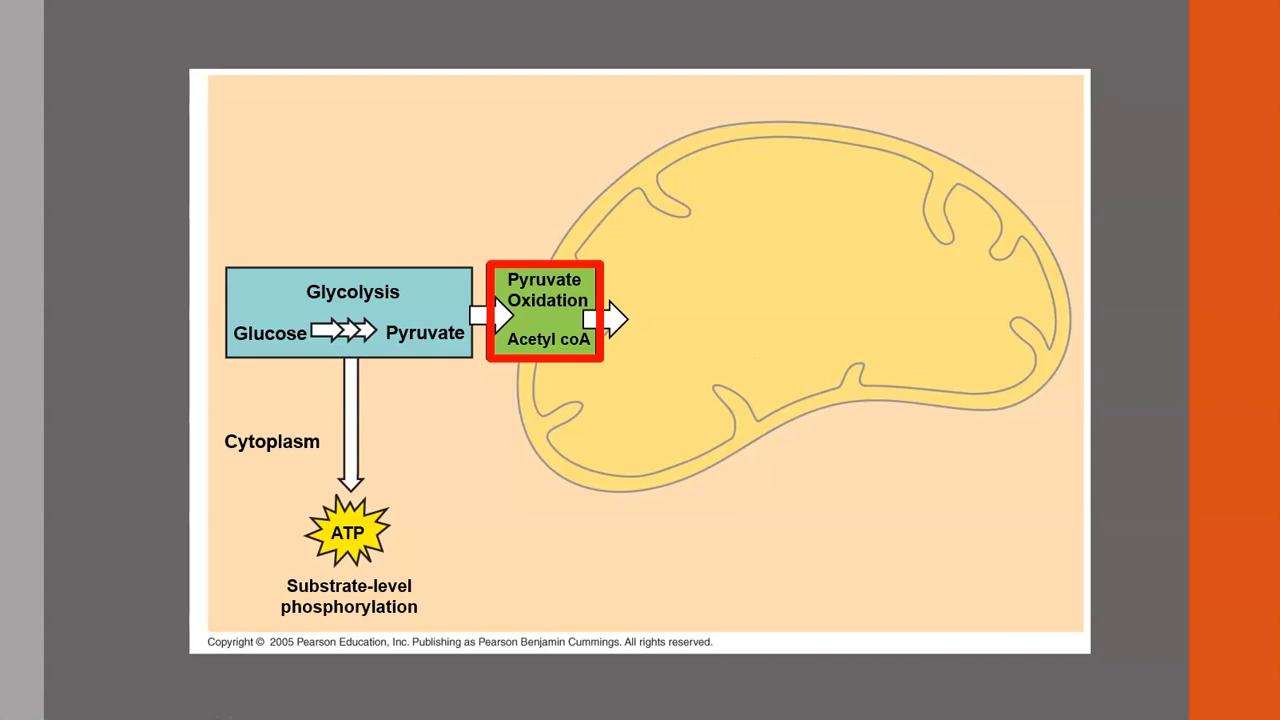 Glycolysis
Glucose
Pyruvate
Pyruvate
Oxidation
Acetyl coA
Cytoplasm
ATP
Substrate-level
phosphorylation
Copyright © 2005 Pearson Education, Inc. Publishing as Pearson Benjamin Cummings. All rights reserved.